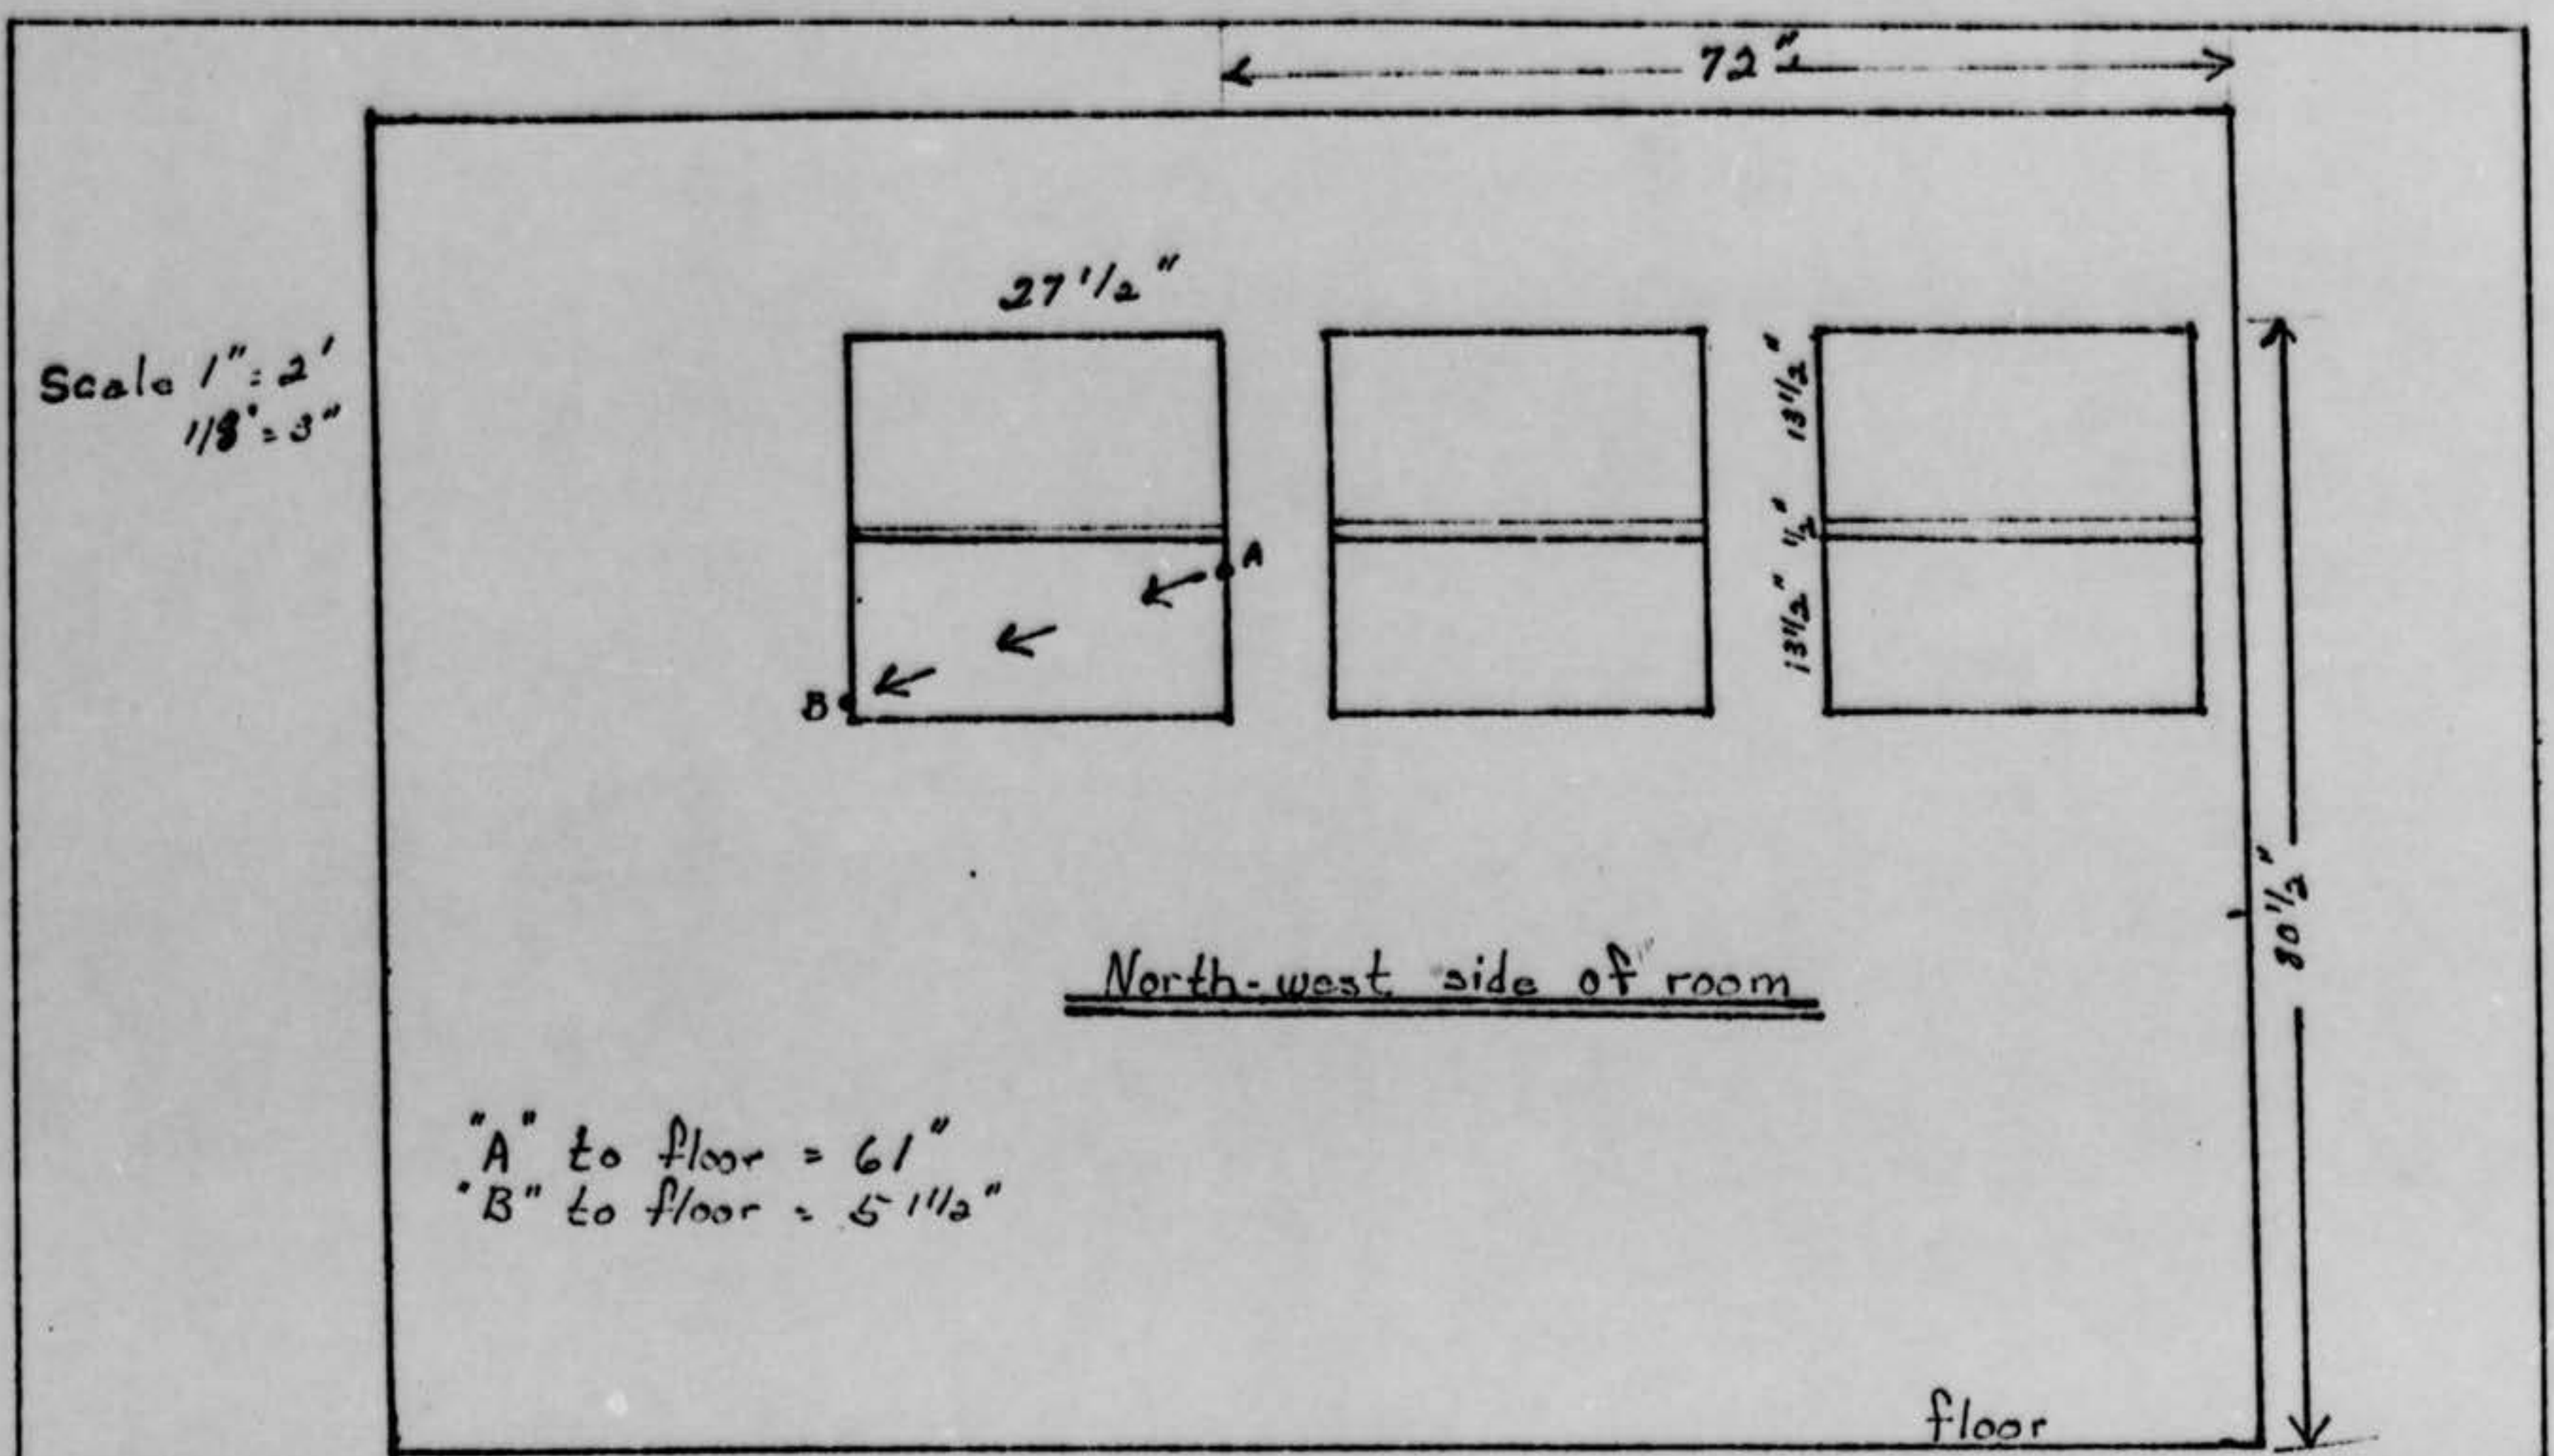 72"
27 1/2"
Scale 1" = 2'
1/8" = 3"
13 1/2"
1/2"
13 1/2"
A
B
80 1/2"
North-west side of room
"A" to floor = 61"
"B" to floor = 51 1/2"
floor